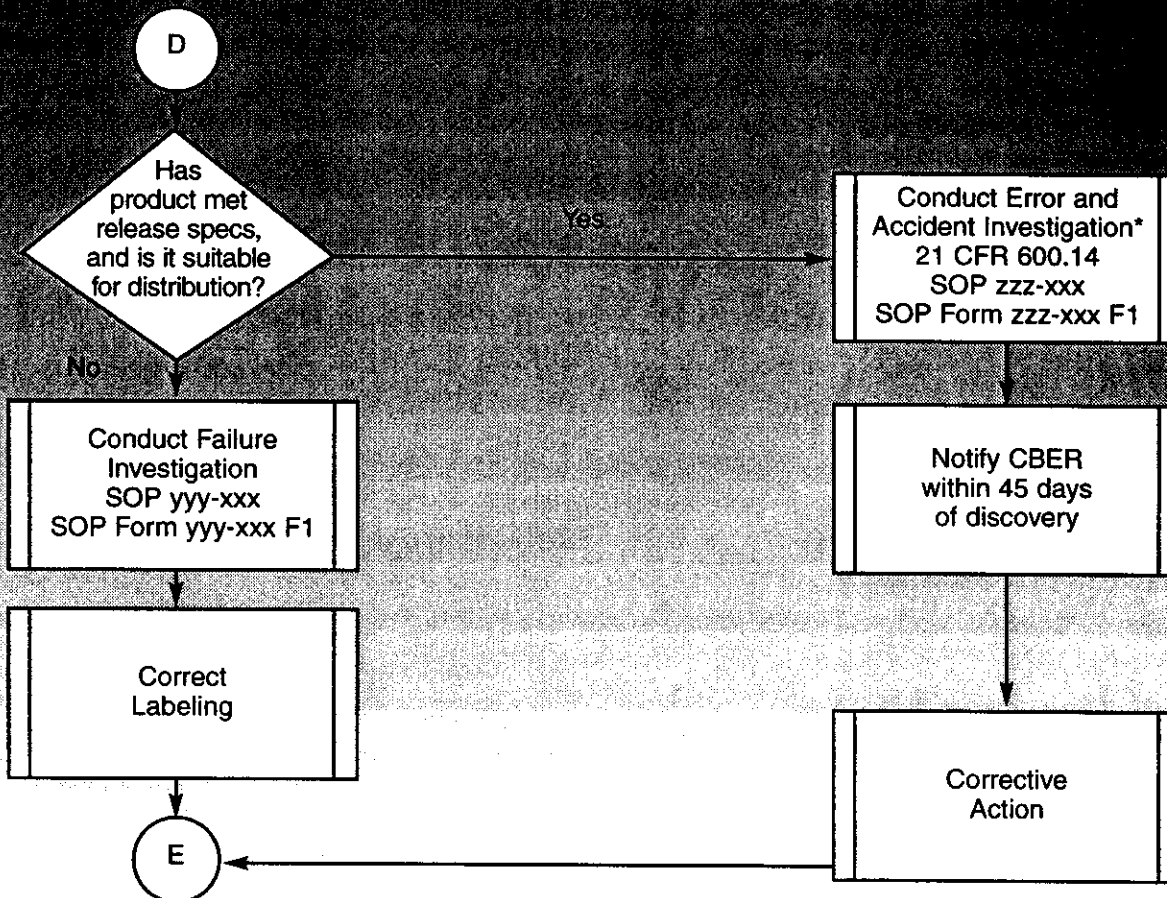 D
Has
product met
release specs,
and is it suitable
for distribution?
Yes
No
Conduct Error and
Accident Investigation*
21 CFR 600.14
SOP zzz-xxx
SOP Form zzz-xxx F1
Conduct Failure
Investigation
SOP yyy-xxx
SOP Form yyy-xxx F1
Notify CBER
within 45 days
of discovery
Correct
Labeling
Corrective
Action
E